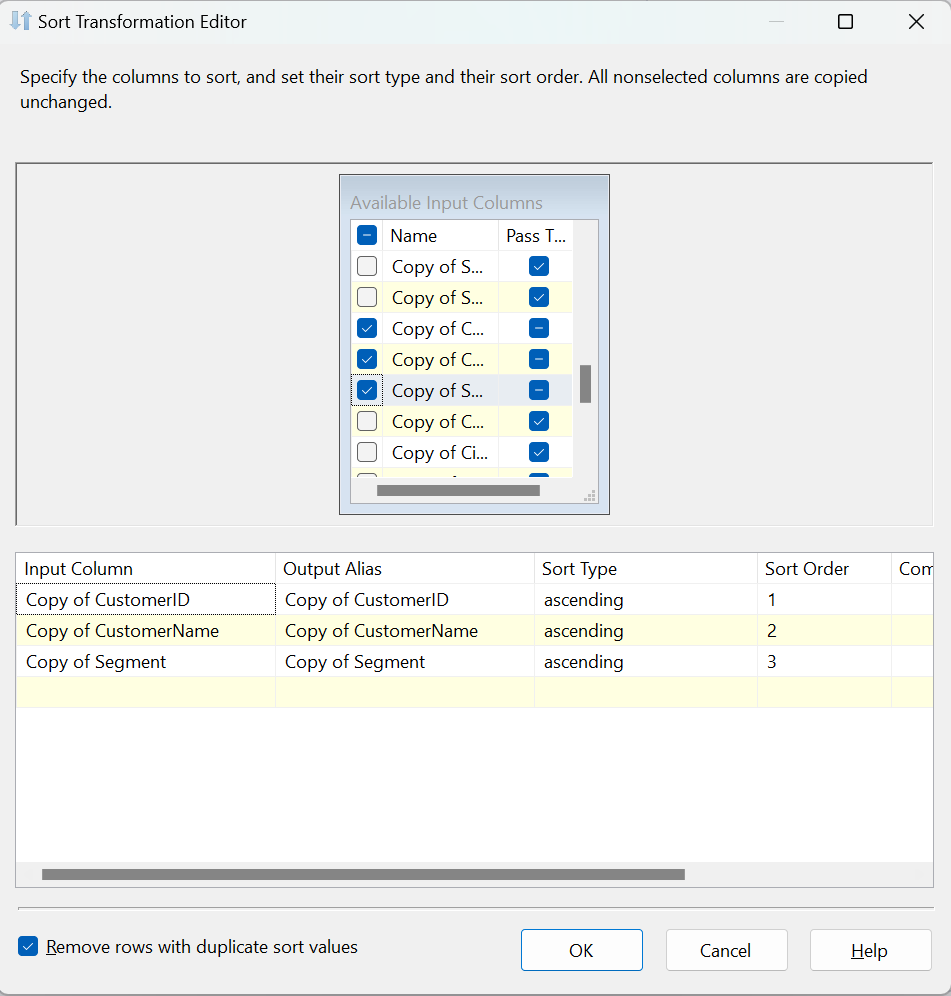 Sort Transformation Editor
Specify the columns to sort, and set their sort type and their sort order. All nonselected columns are copied
unchanged.
Available Input Columns
Name Pass T...
Copy of S...
Copy of S...
Copy of C...
Copy of C...
Copy of S...
Copy of C...
Copy of Ci...
Input Column Output Alias Sort Type Sort Order Com
Copy of CustomerID Copy of CustomerID ascending 1
Copy of CustomerName Copy of CustomerName ascending 2
Copy of Segment Copy of Segment ascending 3
Remove rows with duplicate sort values
OK Cancel Help